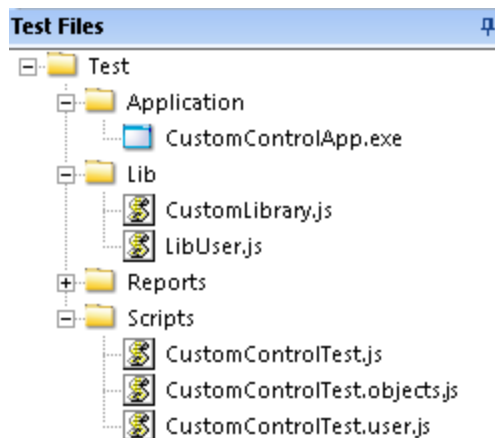 Test Files
Test
Application
CustomControlApp.exe
Lib
CustomLibrary.js
LibUser.js
Reports
Scripts
CustomControlTest.js
CustomControlTest.objects.js
CustomControlTest.user.js